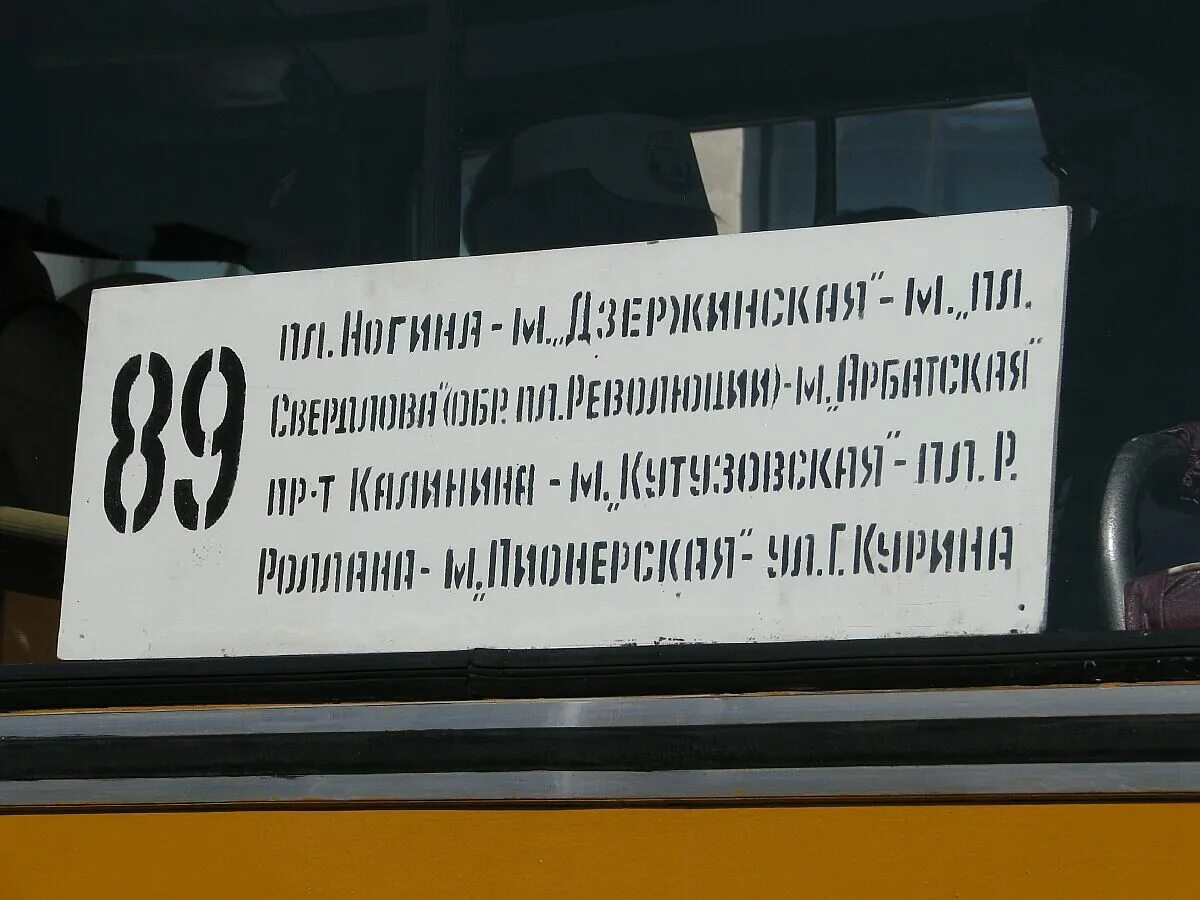 89
пл. Ногина - м. „Дзержинская" - м. „пл.
Свердлова" (обр. пл. Революции) - м. „Арбатская"
пр-т Калинина - м. „Кутузовская" - пл. Р.
Роллана - м. „Пионерская" - ул. Г. Курина